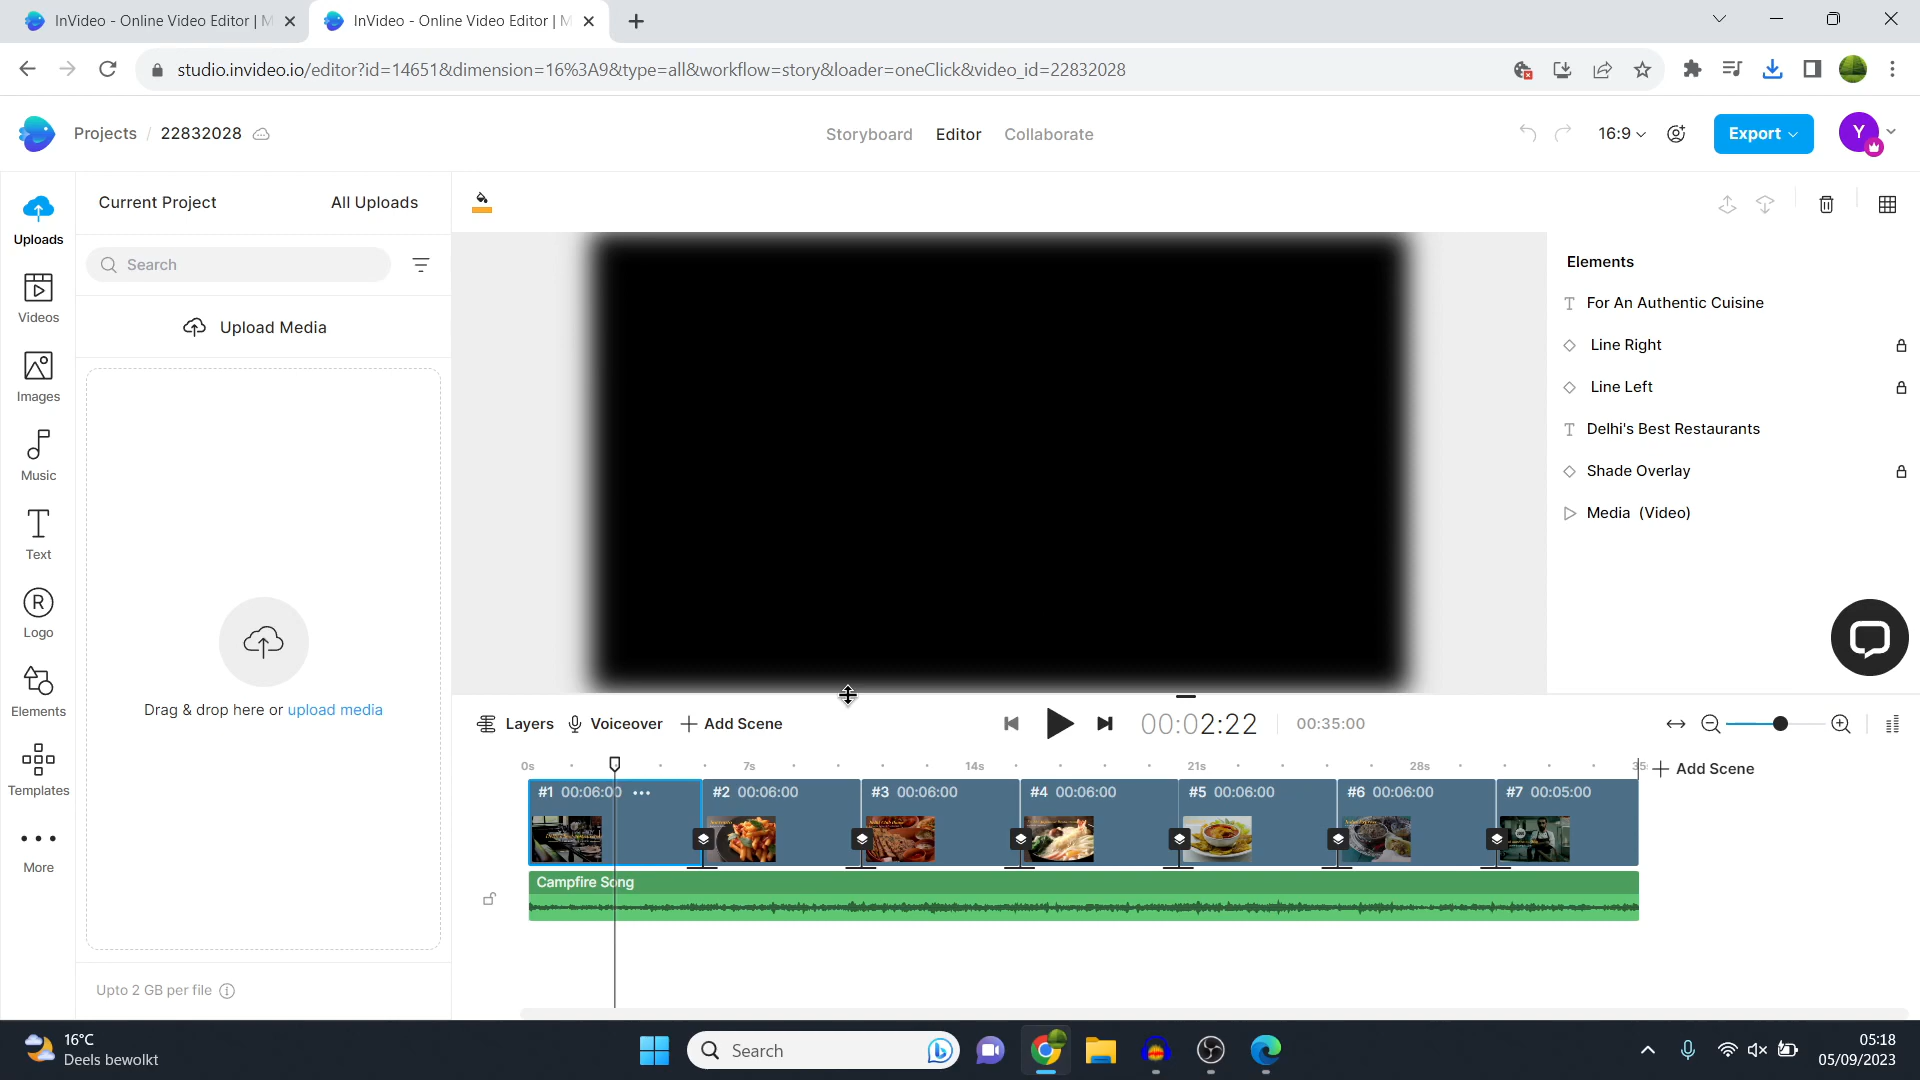 InVideo - Online Video Editor | M
InVideo - Online Video Editor | M
studio.invideo.io/editor?id=14651&dimension=16%3A9&type=all&workflow=story&loader=oneClick&video_id=22832028
Projects / 22832028
Storyboard Editor Collaborate
16:9
Export
Y
Uploads
Videos
Images
Music
Text
R
Logo
Elements
Templates
More
Current Project All Uploads
Search
Upload Media
Drag & drop here or upload media
Upto 2 GB per file
Elements
For An Authentic Cuisine
Line Right
Line Left
Delhi's Best Restaurants
Shade Overlay
Media (Video)
Layers Voiceover Add Scene
00:02:22 00:35:00
0s 7s 14s 21s 28s 35
Add Scene
#1 00:06:00 #2 00:06:00 #3 00:06:00 #4 00:06:00 #5 00:06:00 #6 00:06:00 #7 00:05:00
Campfire Song
16°C
Deels bewolkt
Search
05:18
05/09/2023